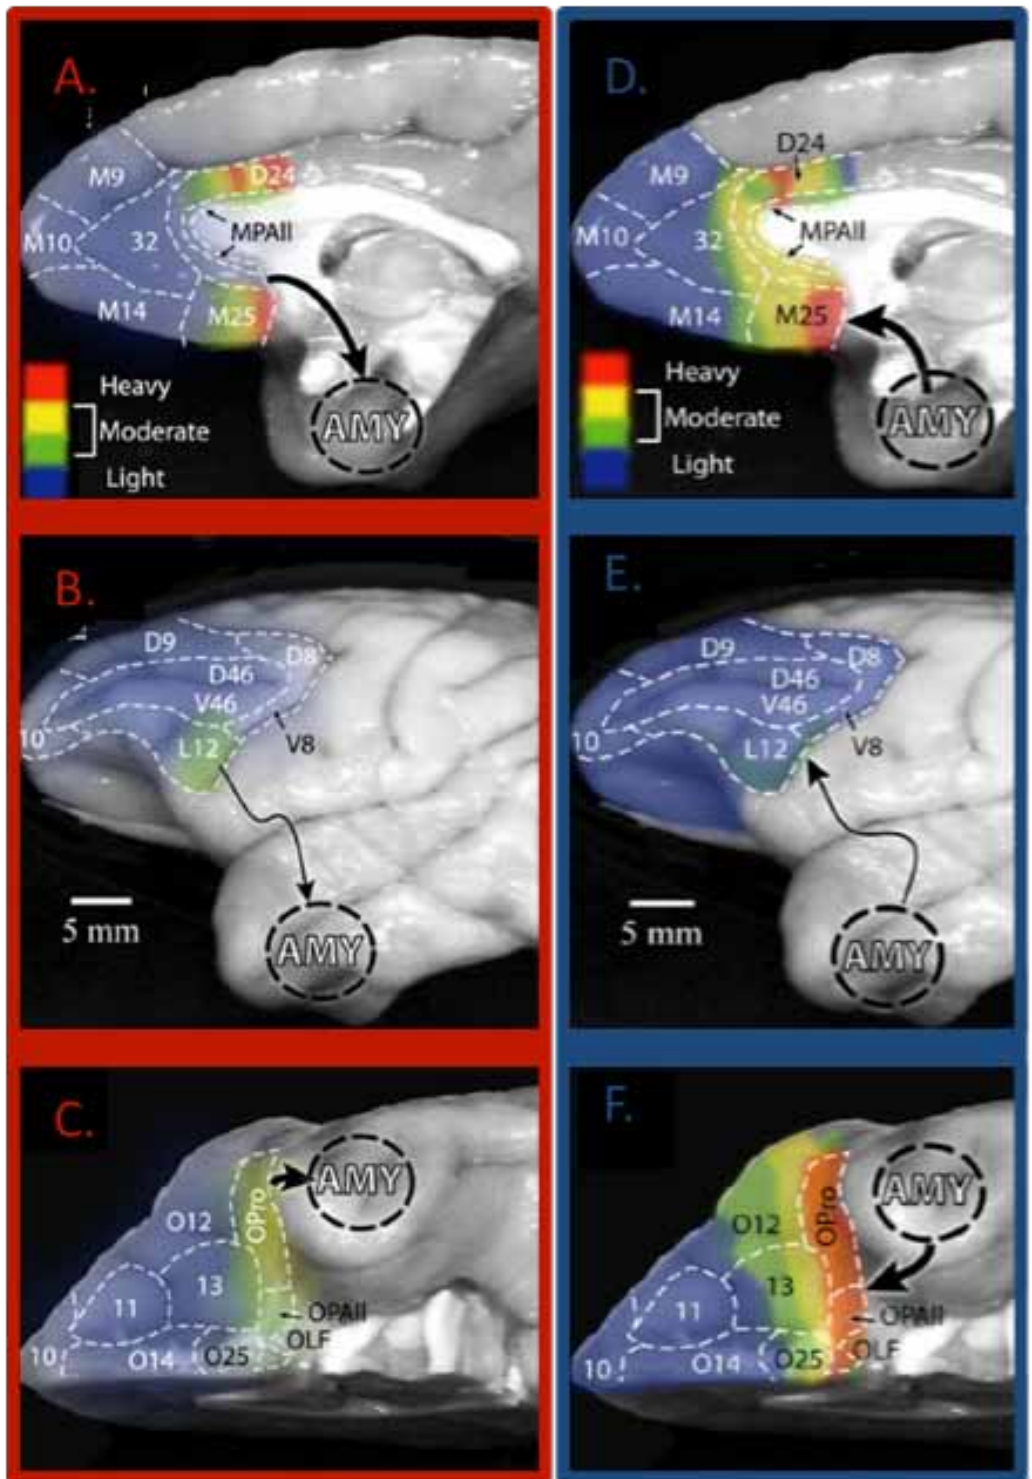 A.
M9
D24
M10
32
MPAll
M14
M25
Heavy
Moderate
Light
AMY
D.
D24
M9
MPAll
M10
32
M14
M25
Heavy
Moderate
Light
AMY
B.
D9
D8
D46
V46
10
L12
V8
5 mm
AMY
E.
D9
D8
D46
V46
10
L12
V8
5 mm
AMY
C.
AMY
OPro
O12
13
11
OPAll
OLF
10
O14
O25
F.
AMY
OPro
O12
13
11
OPAll
OLF
10
O14
O25